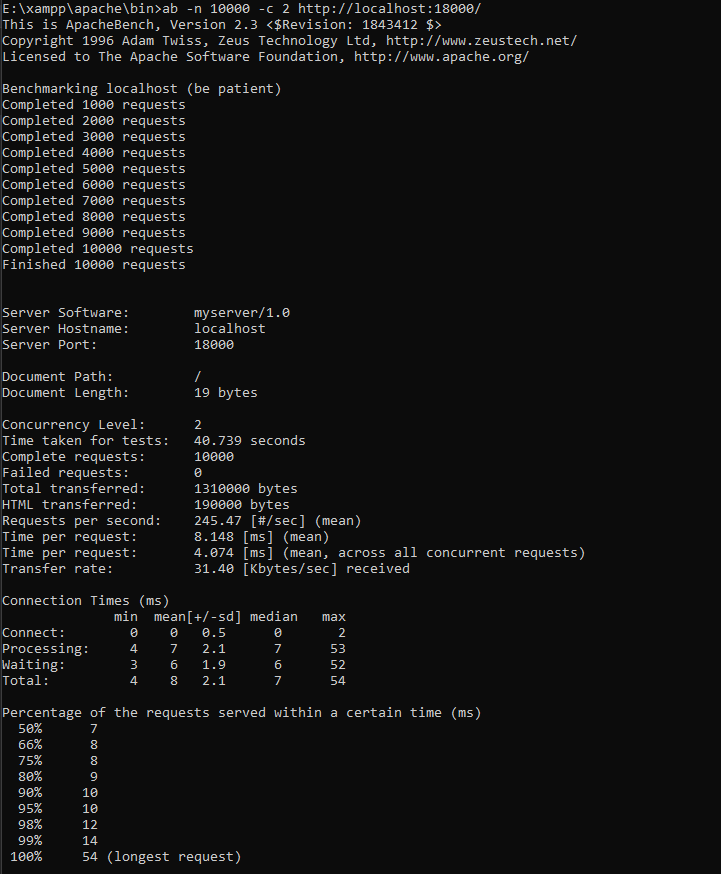 E:\xampp\apache\bin>ab -n 10000 -c 2 http://localhost:18000/
This is ApacheBench, Version 2.3 <$Revision: 1843412 $>
Copyright 1996 Adam Twiss, Zeus Technology Ltd, http://www.zeustech.net/
Licensed to The Apache Software Foundation, http://www.apache.org/

Benchmarking localhost (be patient)
Completed 1000 requests
Completed 2000 requests
Completed 3000 requests
Completed 4000 requests
Completed 5000 requests
Completed 6000 requests
Completed 7000 requests
Completed 8000 requests
Completed 9000 requests
Completed 10000 requests
Finished 10000 requests

Server Software:        myserver/1.0
Server Hostname:        localhost
Server Port:            18000

Document Path:          /
Document Length:        19 bytes

Concurrency Level:      2
Time taken for tests:   40.739 seconds
Complete requests:      10000
Failed requests:        0
Total transferred:      1310000 bytes
HTML transferred:       190000 bytes
Requests per second:    245.47 [#/sec] (mean)
Time per request:       8.148 [ms] (mean)
Time per request:       4.074 [ms] (mean, across all concurrent requests)
Transfer rate:          31.40 [Kbytes/sec] received

Connection Times (ms)
              min  mean[+/-sd] median   max
Connect:        0    0   0.5      0       2
Processing:     4    7   2.1      7      53
Waiting:        3    6   1.9      6      52
Total:          4    8   2.1      7      54

Percentage of the requests served within a certain time (ms)
  50%      7
  66%      8
  75%      8
  80%      9
  90%     10
  95%     10
  98%     12
  99%     14
 100%     54 (longest request)